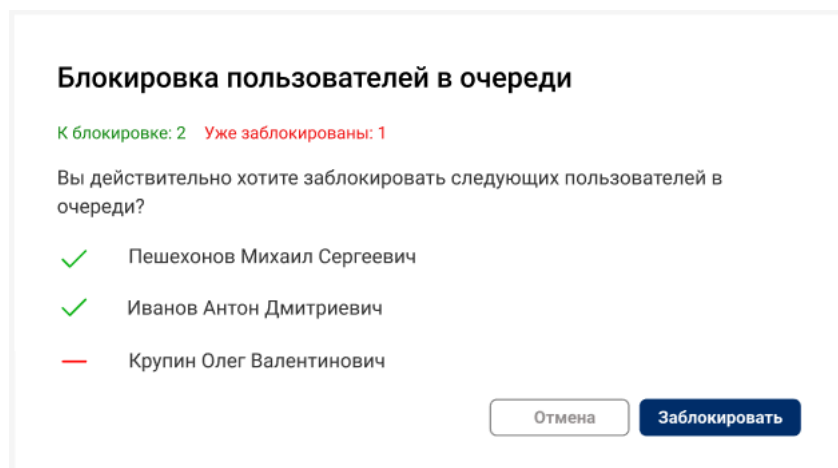 Блокировка пользователей в очереди
К блокировке: 2 Уже заблокированы: 1
Вы действительно хотите заблокировать следующих пользователей в
очереди?
Пешехонов Михаил Сергеевич
Иванов Антон Дмитриевич
Крупин Олег Валентинович
Отмена Заблокировать